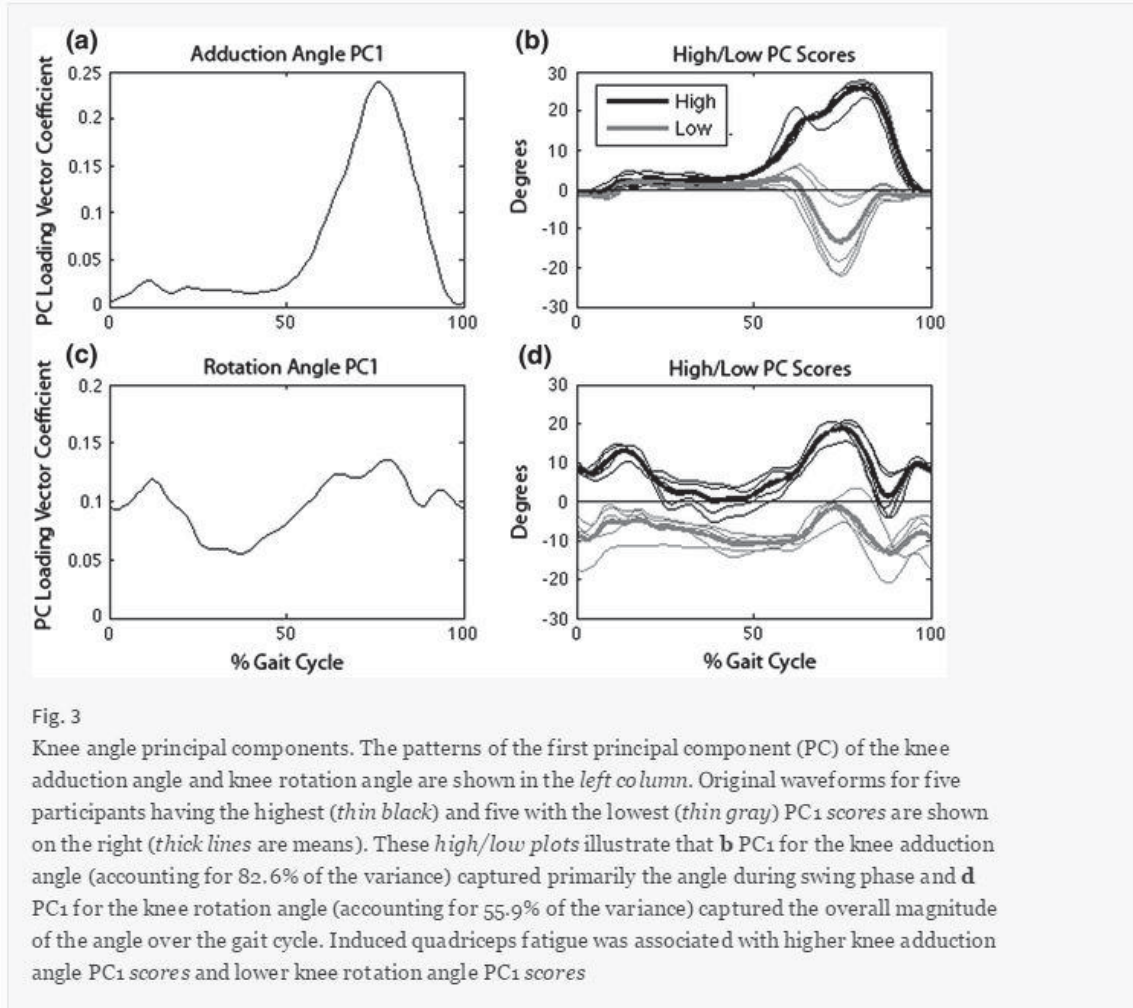 (a)
Adduction Angle PC1
PC Loading Vector Coefficient
0.25
0.2
0.15
0.1
0.05
0
0
50
100
(b)
High/Low PC Scores
High
Low
Degrees
30
20
10
0
-10
-20
-30
0
50
100
(c)
Rotation Angle PC1
PC Loading Vector Coefficient
0.2
0.15
0.1
0.05
0
0
50
100
% Gait Cycle
(d)
High/Low PC Scores
Degrees
30
20
10
0
-10
-20
-30
0
50
100
% Gait Cycle
Fig. 3
Knee angle principal components. The patterns of the first principal component (PC) of the knee
adduction angle and knee rotation angle are shown in the left column. Original waveforms for five
participants having the highest (thin black) and five with the lowest (thin gray) PC1 scores are shown
on the right (thick lines are means). These high/low plots illustrate that b PC1 for the knee adduction
angle (accounting for 82.6% of the variance) captured primarily the angle during swing phase and d
PC1 for the knee rotation angle (accounting for 55.9% of the variance) captured the overall magnitude
of the angle over the gait cycle. Induced quadriceps fatigue was associated with higher knee adduction
angle PC1 scores and lower knee rotation angle PC1 scores